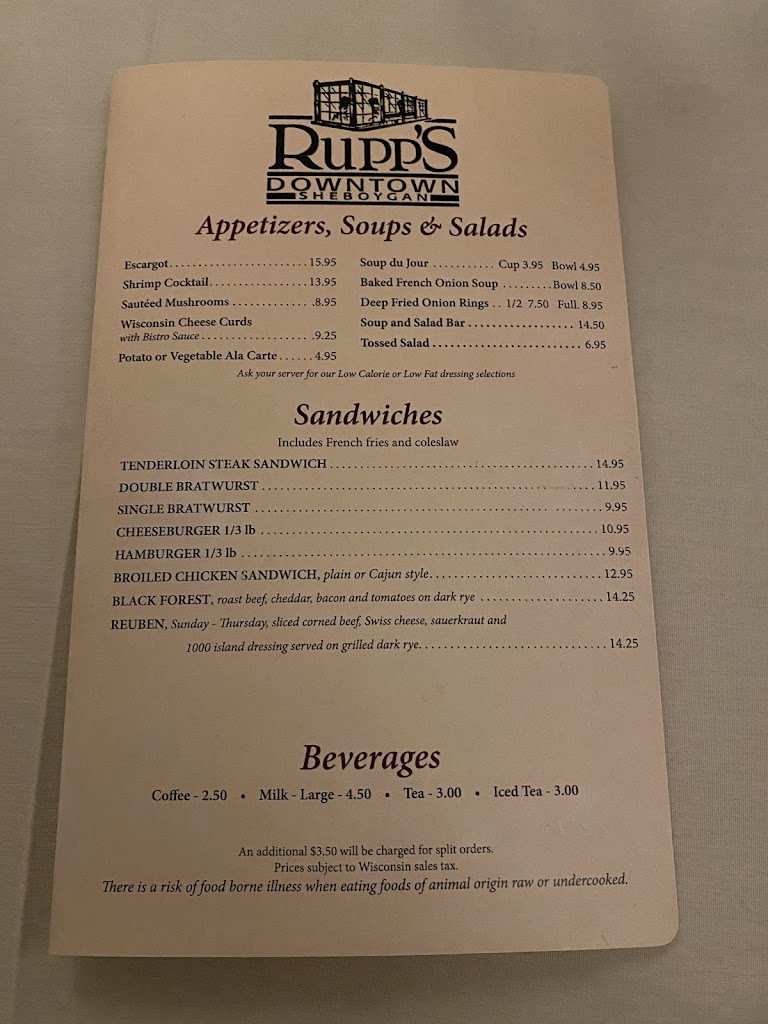 RUPP'S
DOWNTOWN
SHEBOYGAN
Appetizers, Soups & Salads
Escargot.......................15.95
Shrimp Cocktail................13.95
Sautéed Mushrooms .............8.95
Wisconsin Cheese Curds
with Bistro Sauce...................9.25
Potato or Vegetable Ala Carte......4.95
Soup du Jour ........... Cup 3.95 Bowl 4.95
Baked French Onion Soup .........Bowl 8.50
Deep Fried Onion Rings .. 1/2 7.50 Full. 8.95
Soup and Salad Bar .................. 14.50
Tossed Salad ......................... 6.95
Ask your server for our Low Calorie or Low Fat dressing selections
Sandwiches
Includes French fries and coleslaw
TENDERLOIN STEAK SANDWICH...........................................14.95
DOUBLE BRATWURST .....................................................11.95
SINGLE BRATWURST ......................................................9.95
CHEESEBURGER 1/3 lb ....................................................10.95
HAMBURGER 1/3 lb .......................................................9.95
BROILED CHICKEN SANDWICH, plain or Cajun style............................12.95
BLACK FOREST, roast beef, cheddar, bacon and tomatoes on dark rye ....................14.25
REUBEN, Sunday - Thursday, sliced corned beef, Swiss cheese, sauerkraut and
1000 island dressing served on grilled dark rye...............................14.25
Beverages
Coffee - 2.50 • Milk - Large - 4.50 • Tea - 3.00 • Iced Tea - 3.00
An additional $3.50 will be charged for split orders.
Prices subject to Wisconsin sales tax.
There is a risk of food borne illness when eating foods of animal origin raw or undercooked.